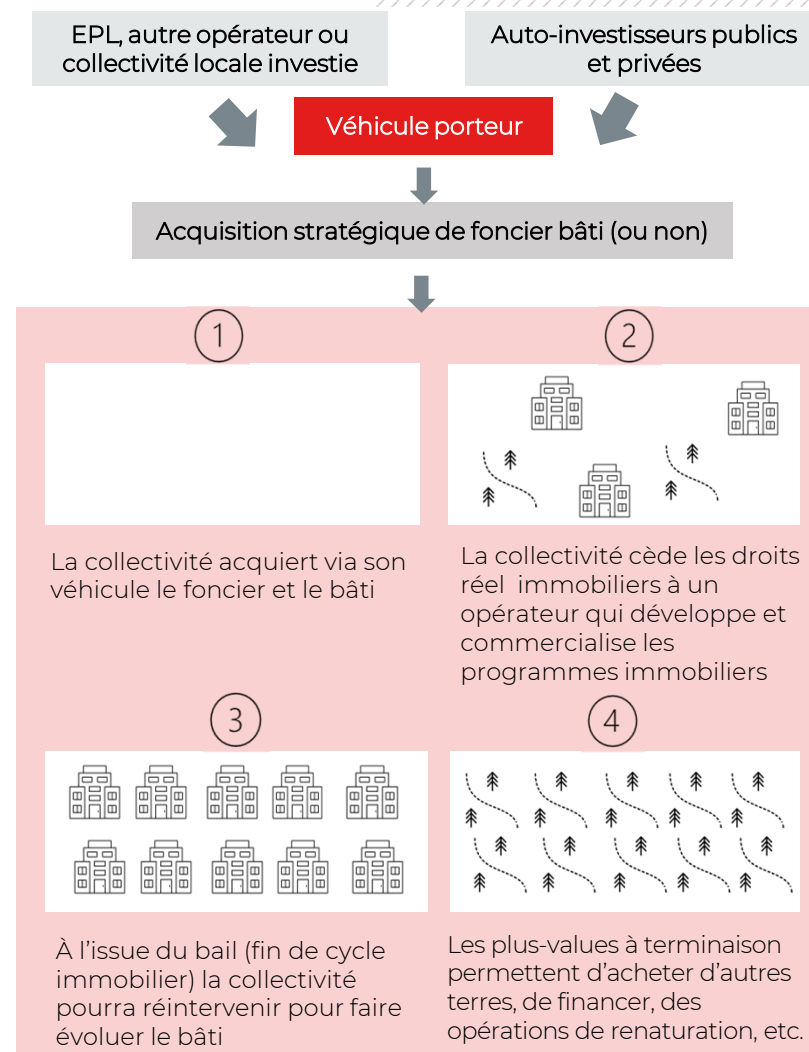 EPL, autre opérateur ou
collectivité locale investie
Auto-investisseurs publics
et privées
Véhicule porteur
Acquisition stratégique de foncier bâti (ou non)
1
La collectivité acquiert via son
véhicule le foncier et le bâti
2
La collectivité cède les droits
réel immobiliers à un
opérateur qui développe et
commercialise les
programmes immobiliers
3
À l’issue du bail (fin de cycle
immobilier) la collectivité
pourra réintervenir pour faire
évoluer le bâti
4
Les plus-values à terminaison
permettent d’acheter d’autres
terres, de financer, des
opérations de renaturation, etc.